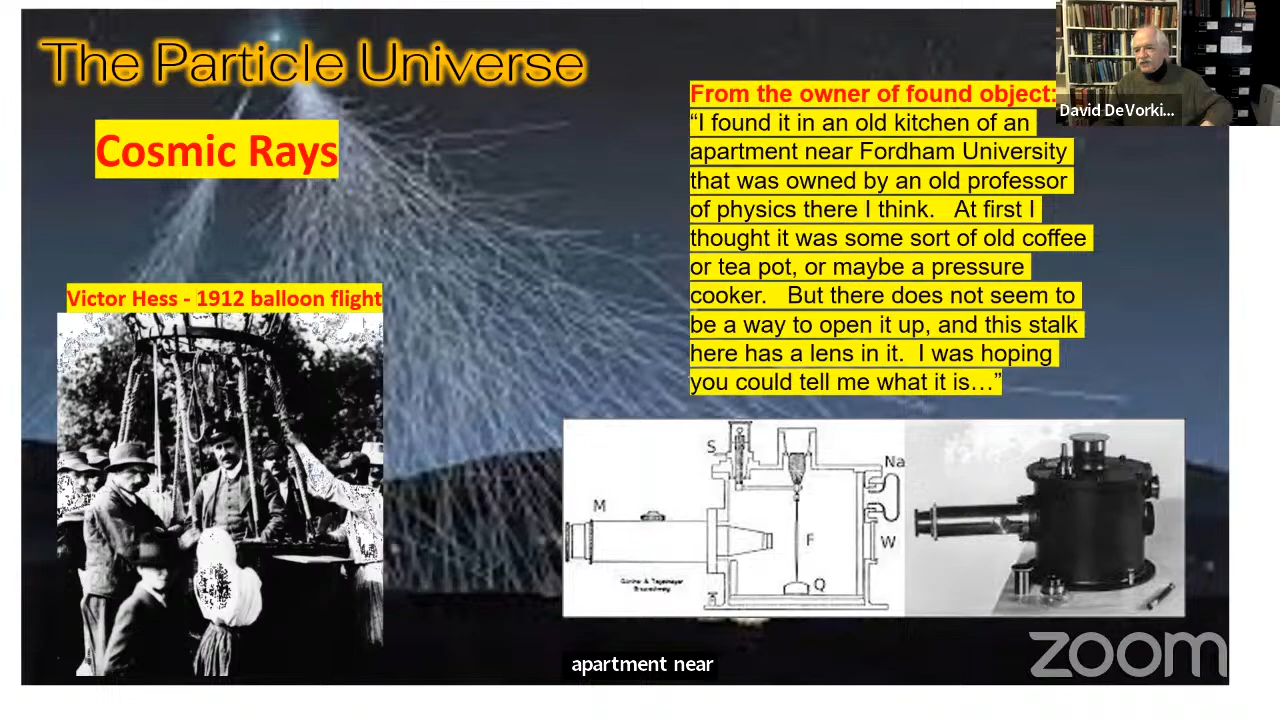 The Particle Universe
Cosmic Rays
Victor Hess - 1912 balloon flight
From the owner of found object:
“I found it in an old kitchen of an
apartment near Fordham University
that was owned by an old professor
of physics there I think. At first I
thought it was some sort of old coffee
or tea pot, or maybe a pressure
cooker. But there does not seem to
be a way to open it up, and this stalk
here has a lens in it. I was hoping
you could tell me what it is…”
David DeVorki...
S
Na
M
F
W
Q
Günther & Tegetmeyer
Braunschweig
apartment near
zoom